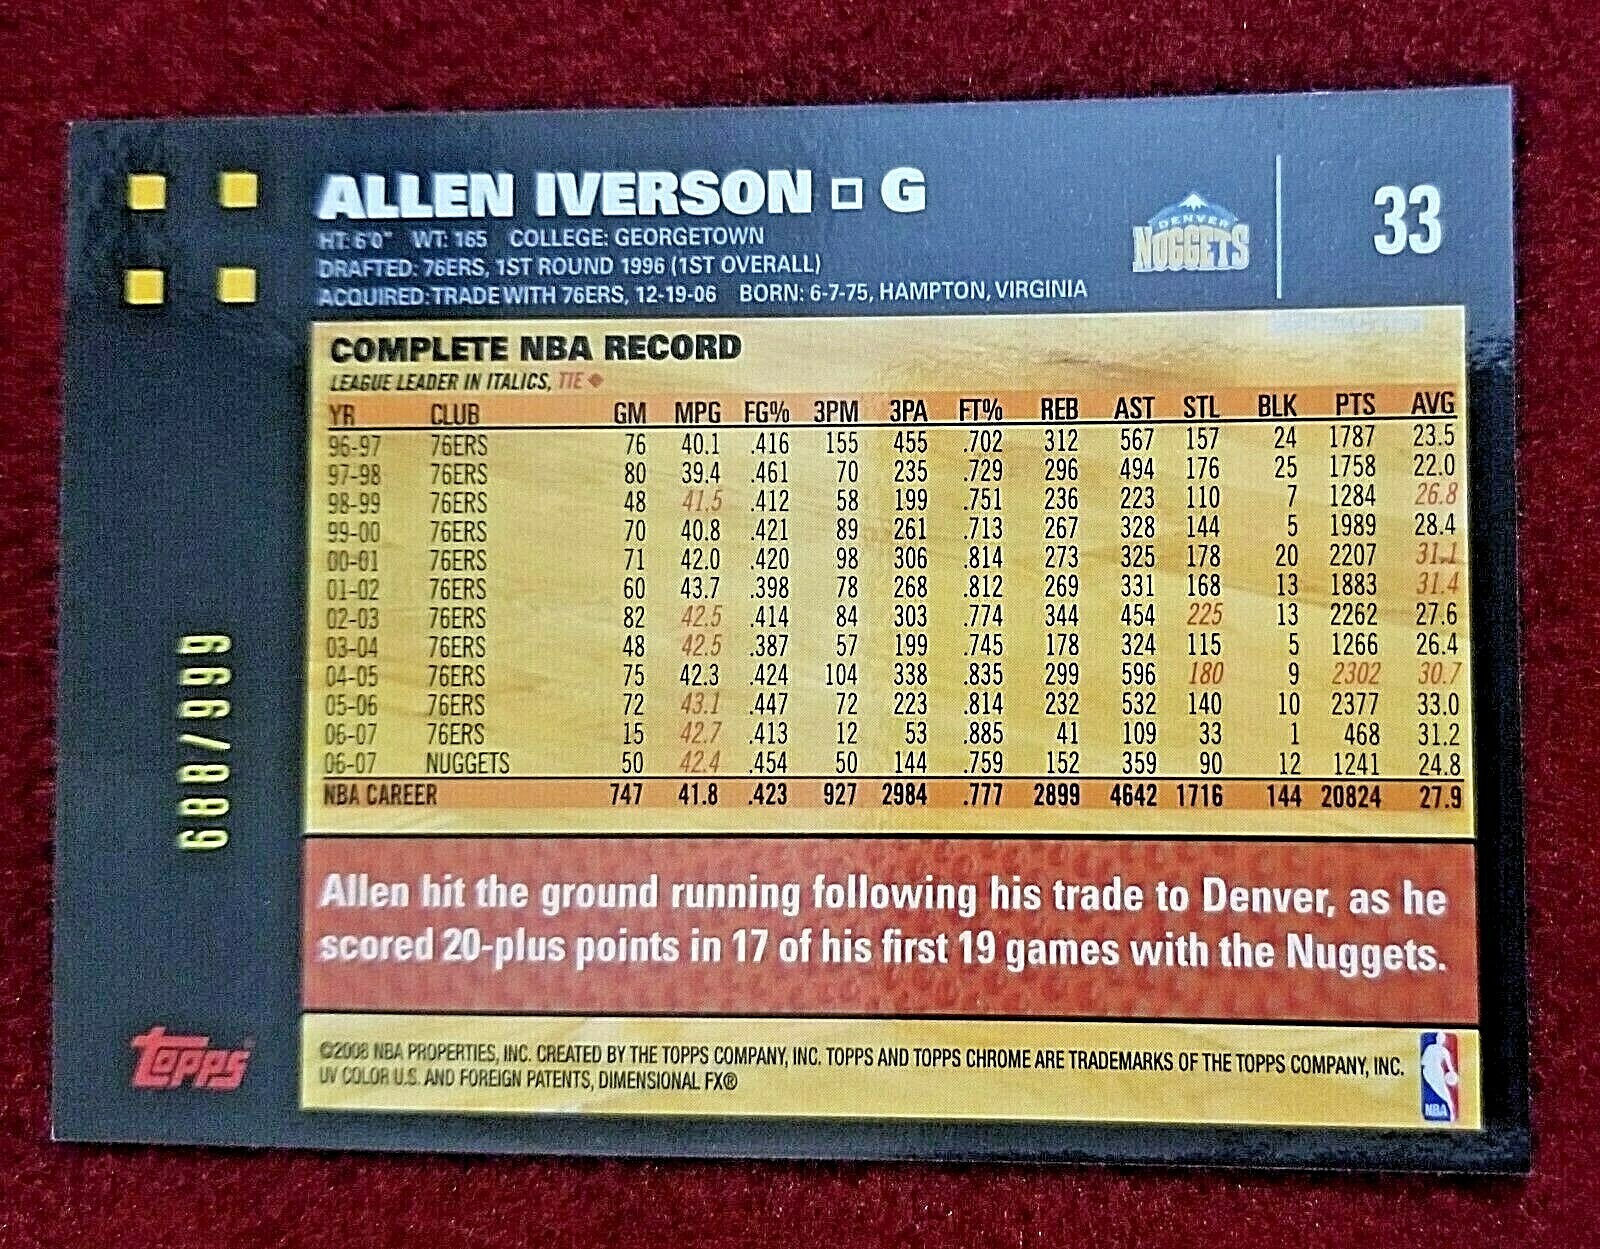 ALLEN IVERSON □ G
HT: 6'0" WT: 165 COLLEGE: GEORGETOWN
DRAFTED: 76ERS, 1ST ROUND 1996 (1ST OVERALL)
ACQUIRED: TRADE WITH 76ERS, 12-19-06 BORN: 6-7-75, HAMPTON, VIRGINIA
DENVER
NUGGETS
33
COMPLETE NBA RECORD
LEAGUE LEADER IN ITALICS, TIE ◆
YR CLUB GM MPG FG% 3PM 3PA FT% REB AST STL BLK PTS AVG
96-97 76ERS 76 40.1 .416 155 455 .702 312 567 157 24 1787 23.5
97-98 76ERS 80 39.4 .461 70 235 .729 296 494 176 25 1758 22.0
98-99 76ERS 48 41.5 .412 58 199 .751 236 223 110 7 1284 26.8
99-00 76ERS 70 40.8 .421 89 261 .713 267 328 144 5 1989 28.4
00-01 76ERS 71 42.0 .420 98 306 .814 273 325 178 20 2207 31.1
01-02 76ERS 60 43.7 .398 78 268 .812 269 331 168 13 1883 31.4
02-03 76ERS 82 42.5 .414 84 303 .774 344 454 225 13 2262 27.6
03-04 76ERS 48 42.5 .387 57 199 .745 178 324 115 5 1266 26.4
04-05 76ERS 75 42.3 .424 104 338 .835 299 596 180 9 2302 30.7
05-06 76ERS 72 43.1 .447 72 223 .814 232 532 140 10 2377 33.0
06-07 76ERS 15 42.7 .413 12 53 .885 41 109 33 1 468 31.2
06-07 NUGGETS 50 42.4 .454 50 144 .759 152 359 90 12 1241 24.8
NBA CAREER 747 41.8 .423 927 2984 .777 2899 4642 1716 144 20824 27.9
688/999
Allen hit the ground running following his trade to Denver, as he
scored 20-plus points in 17 of his first 19 games with the Nuggets.
topps
©2008 NBA PROPERTIES, INC. CREATED BY THE TOPPS COMPANY, INC. TOPPS AND TOPPS CHROME ARE TRADEMARKS OF THE TOPPS COMPANY, INC.
UV COLOR U.S. AND FOREIGN PATENTS, DIMENSIONAL FX®
NBA